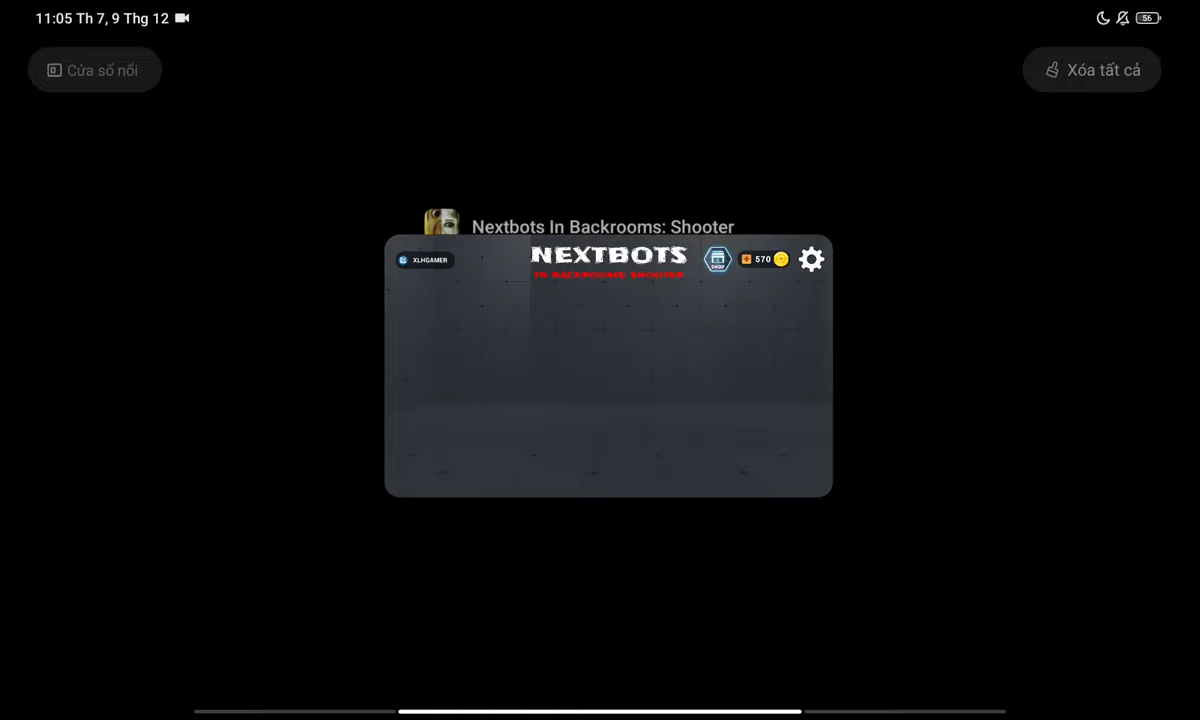 11:05 Th 7, 9 Thg 12
56
Cửa sổ nổi
Xóa tất cả
Nextbots In Backrooms: Shooter
XLHGAMER
NEXTBOTS
IN BACKROOMS: SHOOTER
SHOP
570